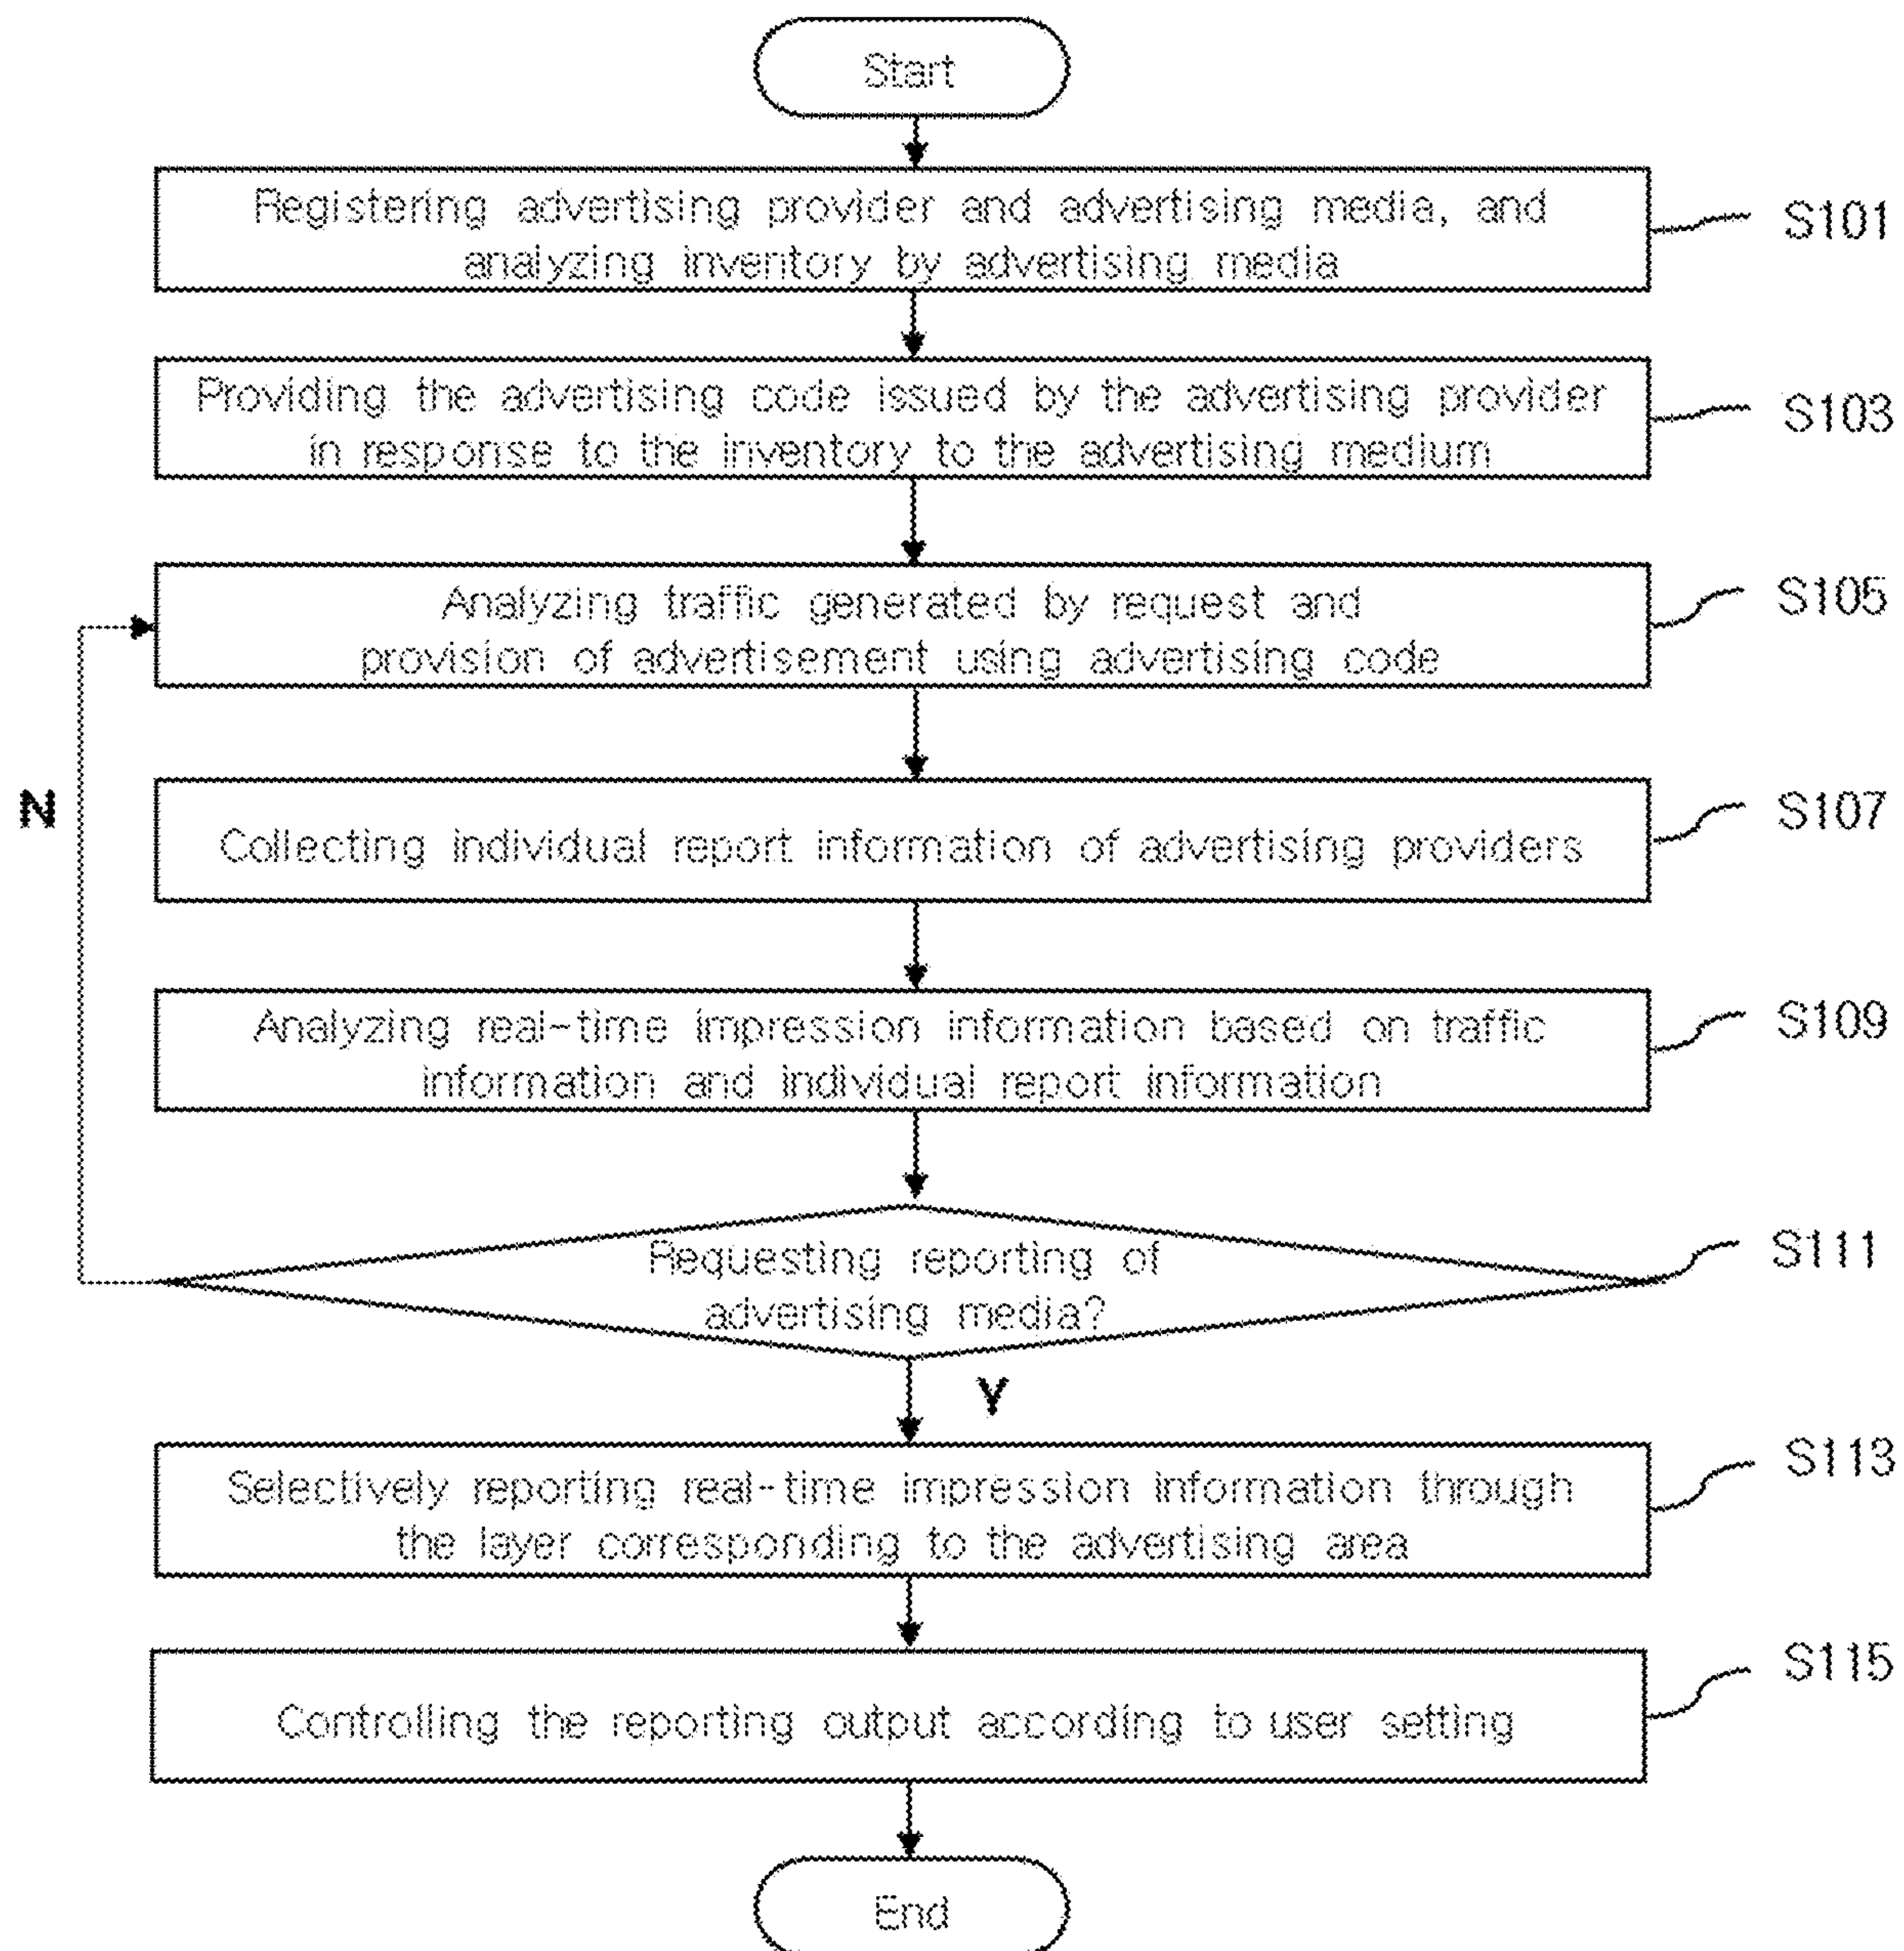 Start
Registering advertising provider and advertising media, and
analyzing inventory by advertising media
S101
Providing the advertising code issued by the advertising provider
in response to the inventory to the advertising medium
S103
Analyzing traffic generated by request and
provision of advertisement using advertising code
S105
N
Collecting individual report information of advertising providers
S107
Analyzing real-time impression information based on traffic
information and individual report information
S109
Requesting reporting of
advertising media?
S111
Y
Selectively reporting real-time impression information through
the layer corresponding to the advertising area
S113
Controlling the reporting output according to user setting
S115
End